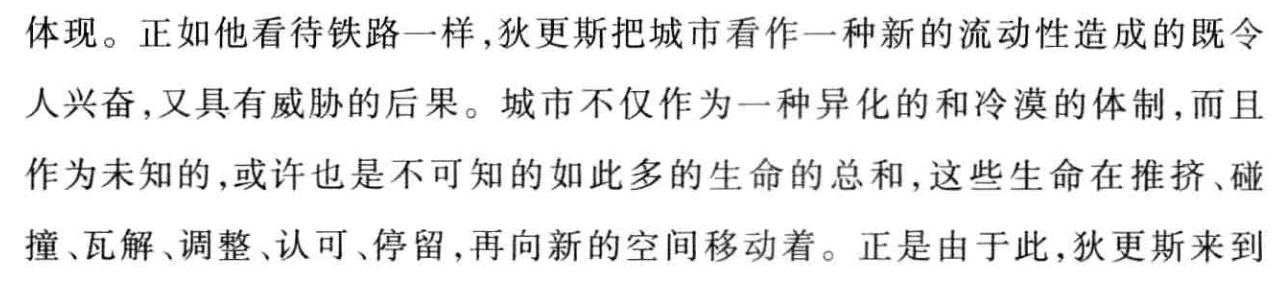 体现。正如他看待铁路一样,狄更斯把城市看作一种新的流动性造成的既令
人兴奋,又具有威胁的后果。城市不仅作为一种异化的和冷漠的体制,而且
作为未知的,或许也是不可知的如此多的生命的总和,这些生命在推挤、碰
撞、瓦解、调整、认可、停留,再向新的空间移动着。正是由于此,狄更斯来到